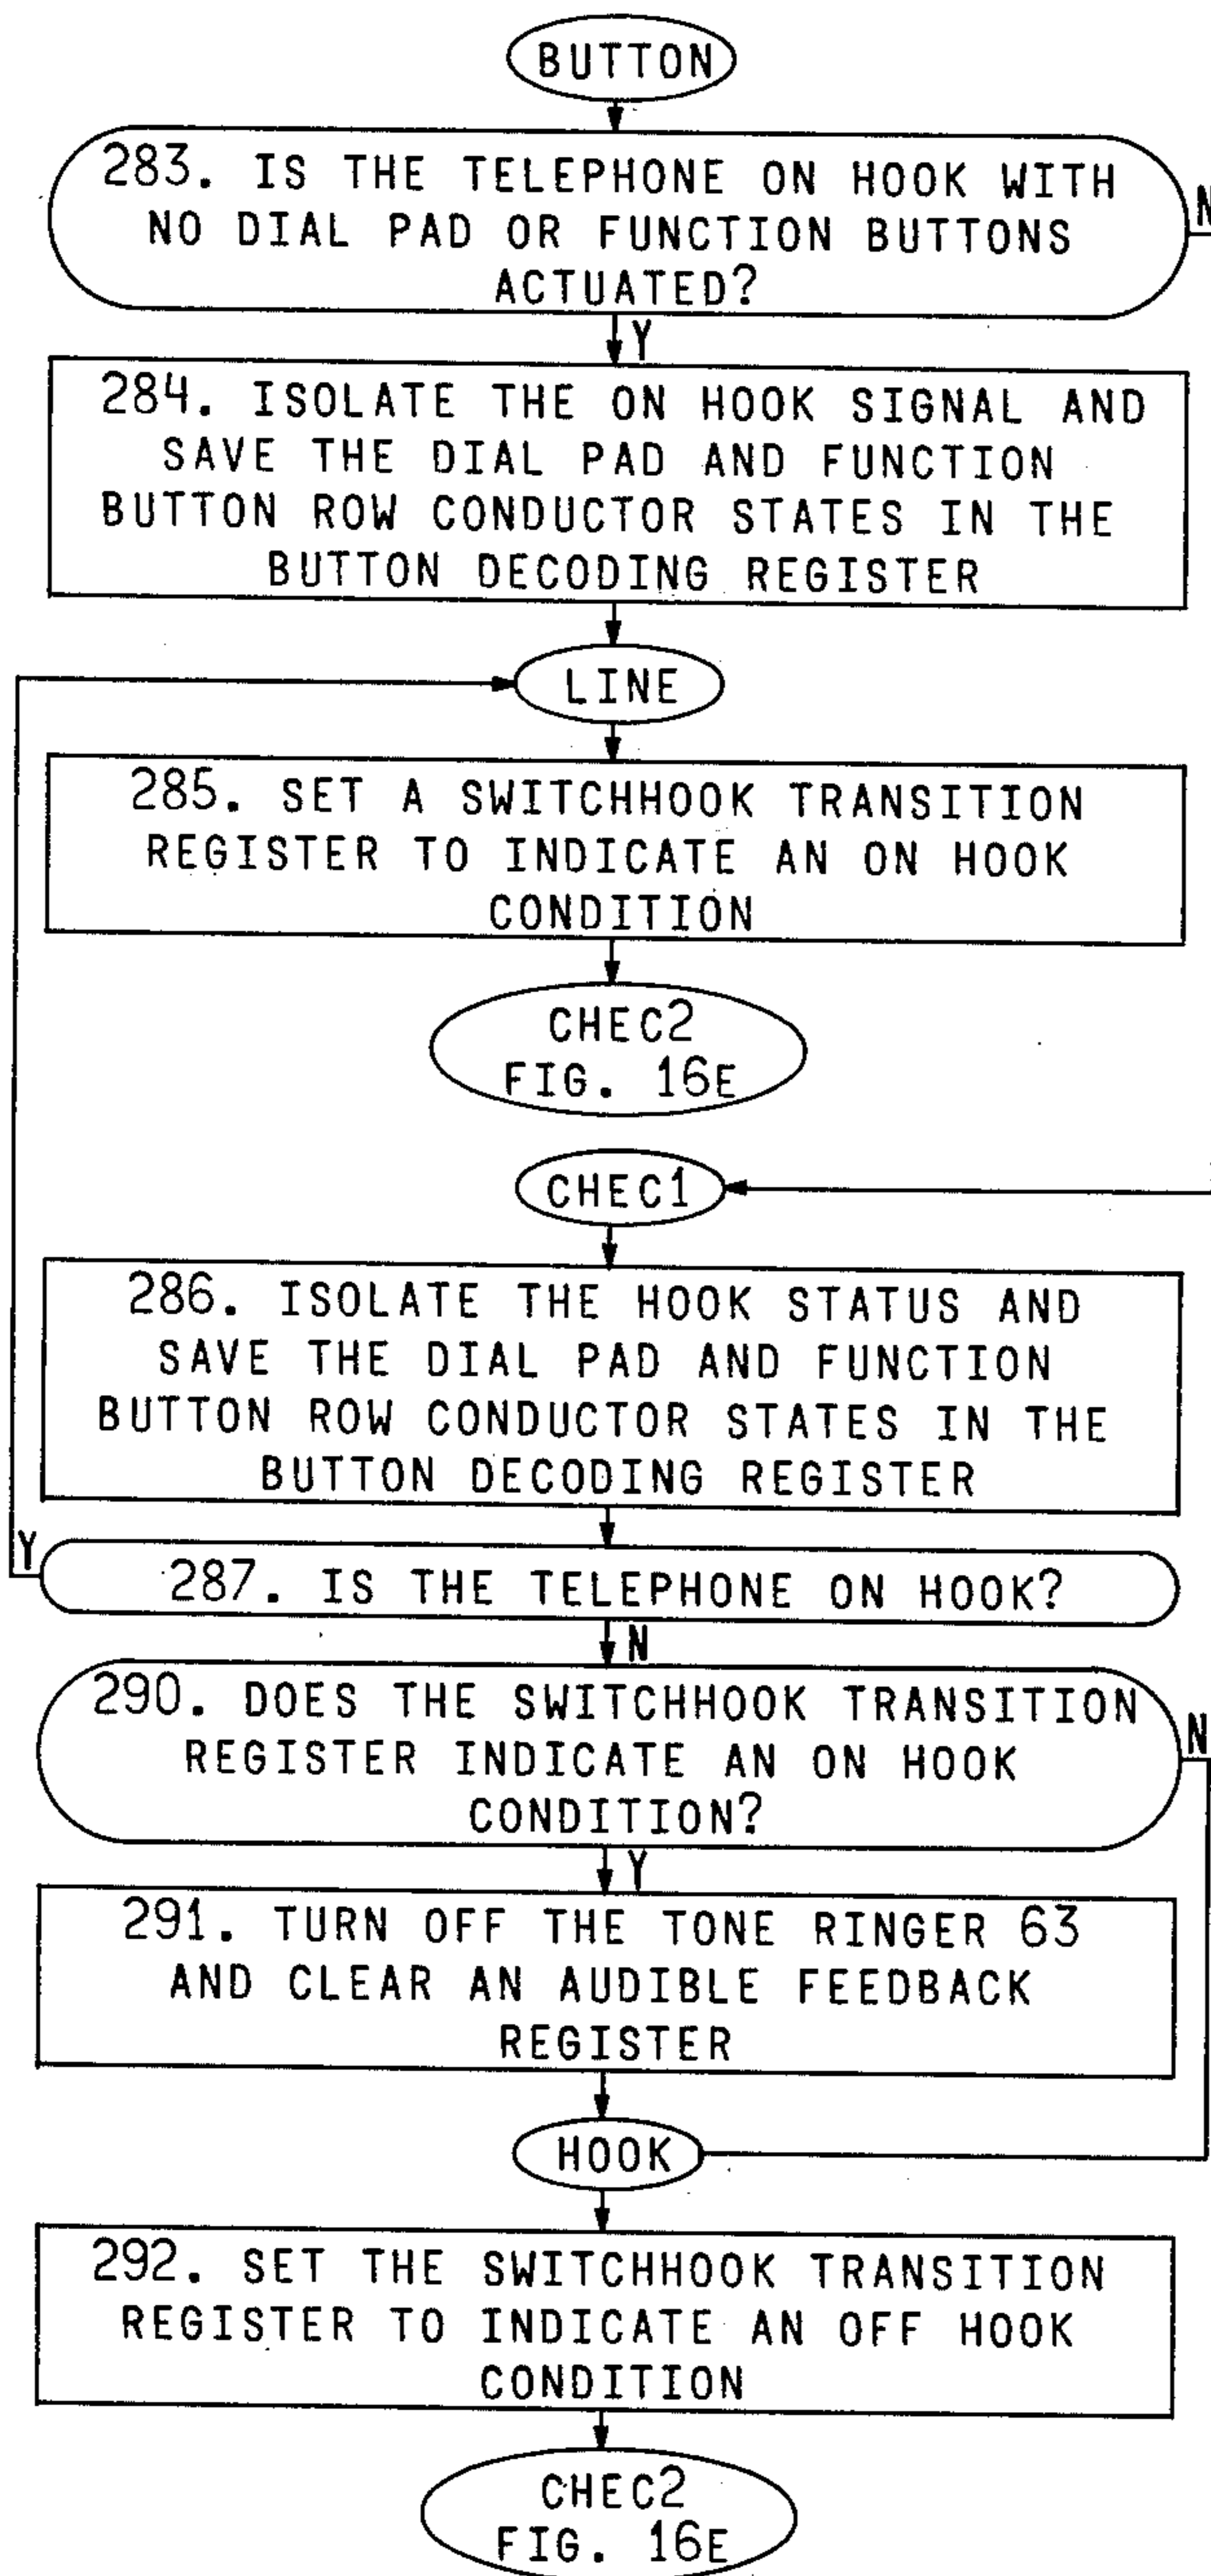 BUTTON
283. IS THE TELEPHONE ON HOOK WITH
NO DIAL PAD OR FUNCTION BUTTONS
ACTUATED?
N
Y
284. ISOLATE THE ON HOOK SIGNAL AND
SAVE THE DIAL PAD AND FUNCTION
BUTTON ROW CONDUCTOR STATES IN THE
BUTTON DECODING REGISTER
LINE
285. SET A SWITCHHOOK TRANSITION
REGISTER TO INDICATE AN ON HOOK
CONDITION
CHEC2
FIG. 16E
CHEC1
286. ISOLATE THE HOOK STATUS AND
SAVE THE DIAL PAD AND FUNCTION
BUTTON ROW CONDUCTOR STATES IN THE
BUTTON DECODING REGISTER
Y
287. IS THE TELEPHONE ON HOOK?
N
290. DOES THE SWITCHHOOK TRANSITION
REGISTER INDICATE AN ON HOOK
CONDITION?
N
Y
291. TURN OFF THE TONE RINGER 63
AND CLEAR AN AUDIBLE FEEDBACK
REGISTER
HOOK
292. SET THE SWITCHHOOK TRANSITION
REGISTER TO INDICATE AN OFF HOOK
CONDITION
CHEC2
FIG. 16E